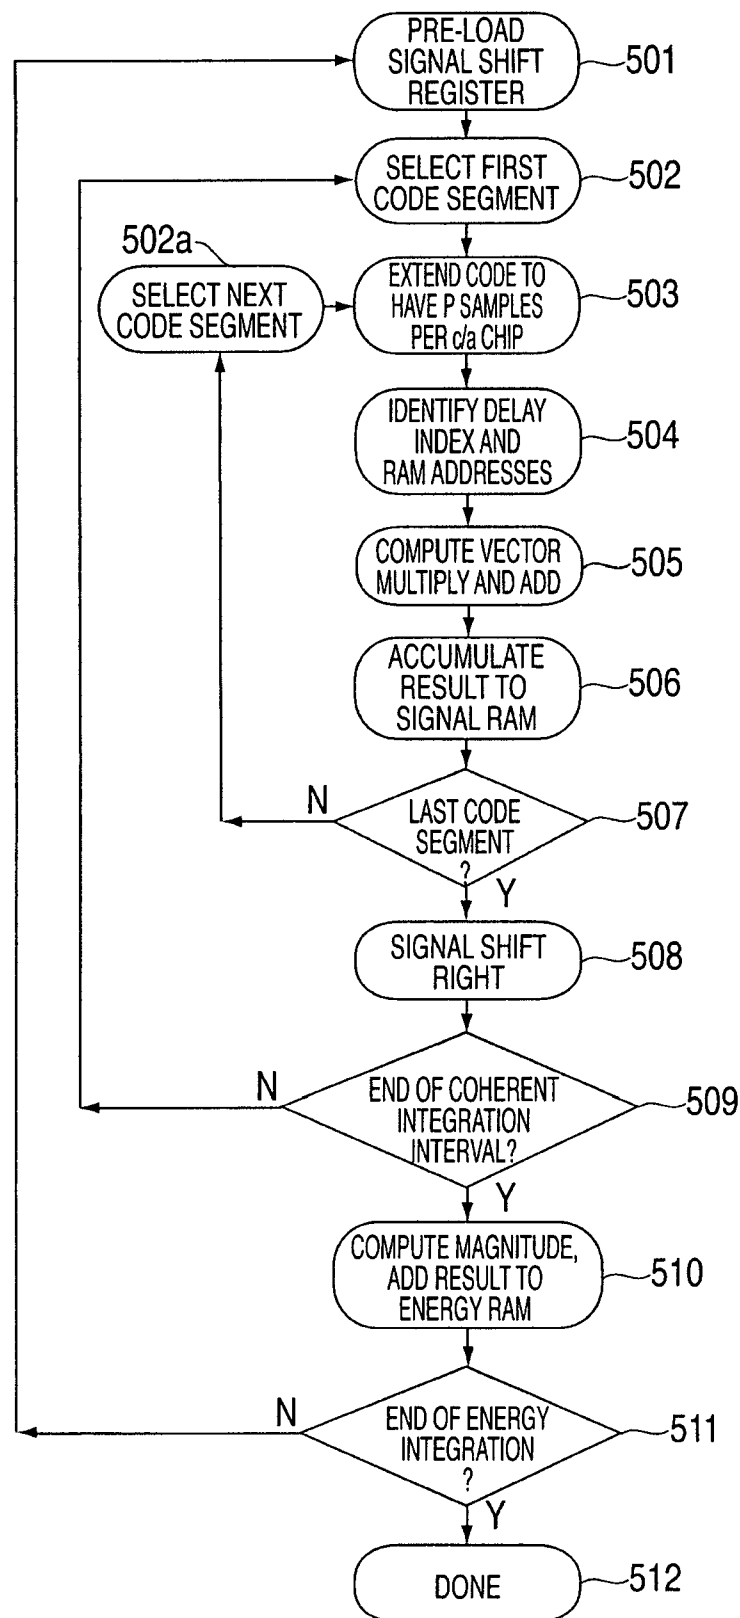 PRE-LOAD
SIGNAL SHIFT
REGISTER
501
SELECT FIRST
CODE SEGMENT
502
502a
SELECT NEXT
CODE SEGMENT
EXTEND CODE TO
HAVE P SAMPLES
PER c/a CHIP
503
IDENTIFY DELAY
INDEX AND
RAM ADDRESSES
504
COMPUTE VECTOR
MULTIPLY AND ADD
505
ACCUMULATE
RESULT TO
SIGNAL RAM
506
N
LAST CODE
SEGMENT
?
507
Y
SIGNAL SHIFT
RIGHT
508
N
END OF COHERENT
INTEGRATION
INTERVAL?
509
Y
COMPUTE MAGNITUDE,
ADD RESULT TO
ENERGY RAM
510
N
END OF ENERGY
INTEGRATION
?
511
Y
DONE
512